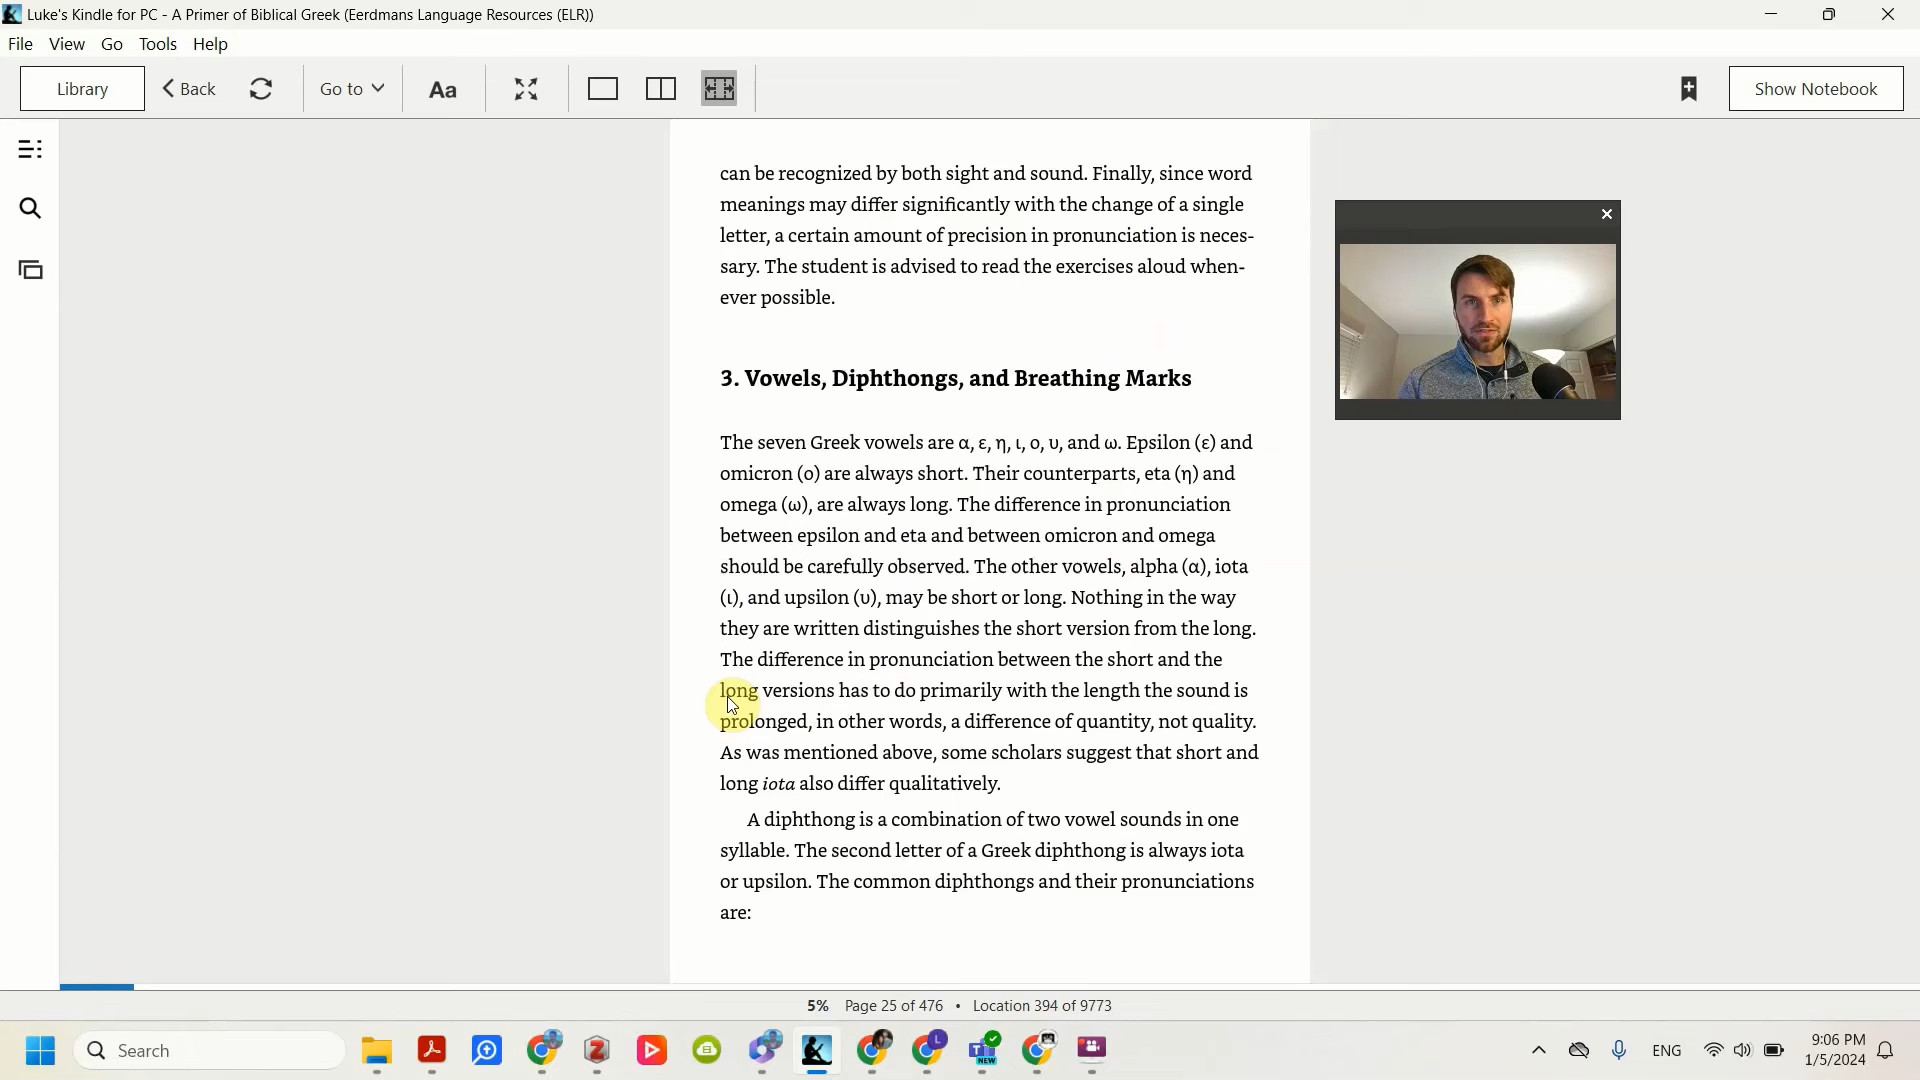 Luke's Kindle for PC - A Primer of Biblical Greek (Eerdmans Language Resources (ELR))
File View Go Tools Help
Library Back Go to Aa Show Notebook
can be recognized by both sight and sound. Finally, since word
meanings may differ significantly with the change of a single
letter, a certain amount of precision in pronunciation is neces-
sary. The student is advised to read the exercises aloud when-
ever possible.
3. Vowels, Diphthongs, and Breathing Marks
The seven Greek vowels are α, ε, η, ι, ο, υ, and ω. Epsilon (ε) and
omicron (ο) are always short. Their counterparts, eta (η) and
omega (ω), are always long. The difference in pronunciation
between epsilon and eta and between omicron and omega
should be carefully observed. The other vowels, alpha (α), iota
(ι), and upsilon (υ), may be short or long. Nothing in the way
they are written distinguishes the short version from the long.
The difference in pronunciation between the short and the
long versions has to do primarily with the length the sound is
prolonged, in other words, a difference of quantity, not quality.
As was mentioned above, some scholars suggest that short and
long iota also differ qualitatively.
A diphthong is a combination of two vowel sounds in one
syllable. The second letter of a Greek diphthong is always iota
or upsilon. The common diphthongs and their pronunciations
are:
5% Page 25 of 476 • Location 394 of 9773
Search
L
NEW
ENG
9:06 PM
1/5/2024